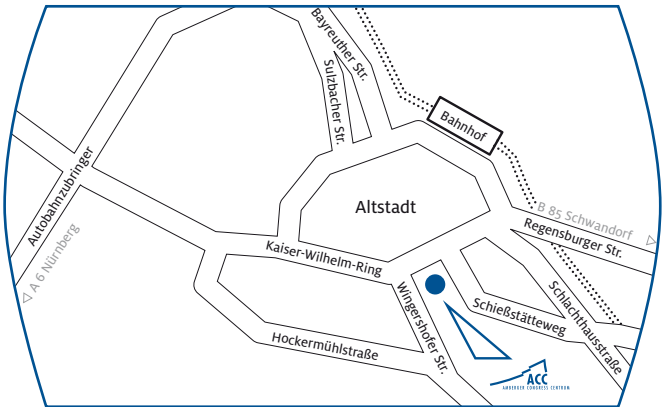 Bayreuther Str.
Sulzbacher Str.
Bahnhof
Autobahnzubringer
Altstadt
B 85 Schwandorf
Regensburger Str.
A 6 Nürnberg
Kaiser-Wilhelm-Ring
Wingershofer Str.
Schießstätteweg
Schlachthausstraße
Hockermühlstraße
ACC
AMBERGER CONGRESS CENTRUM